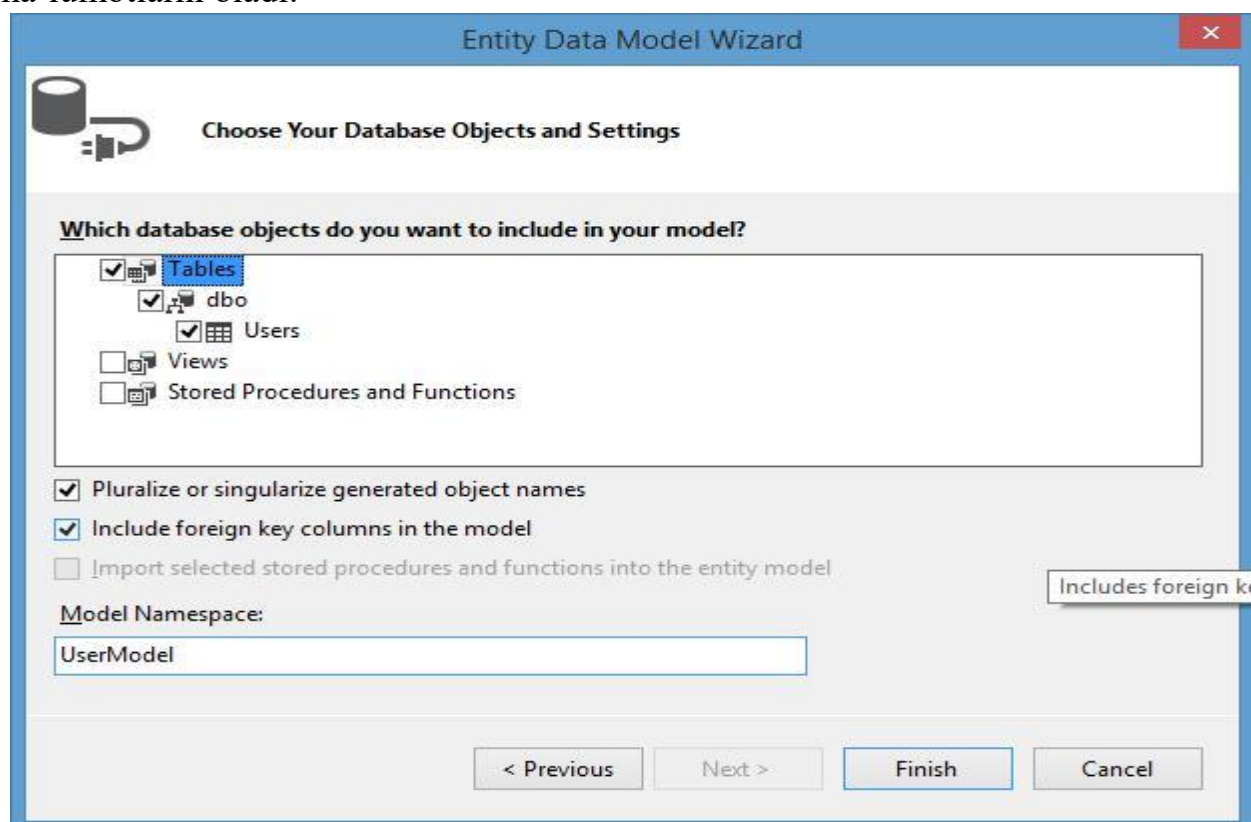 Entity Data Model Wizard
Choose Your Database Objects and Settings
Which database objects do you want to include in your model?
Tables
dbo
Users
Views
Stored Procedures and Functions
Pluralize or singularize generated object names
Include foreign key columns in the model
Import selected stored procedures and functions into the entity model
Includes foreign
Model Namespace:
UserModel
< Previous
Next >
Finish
Cancel